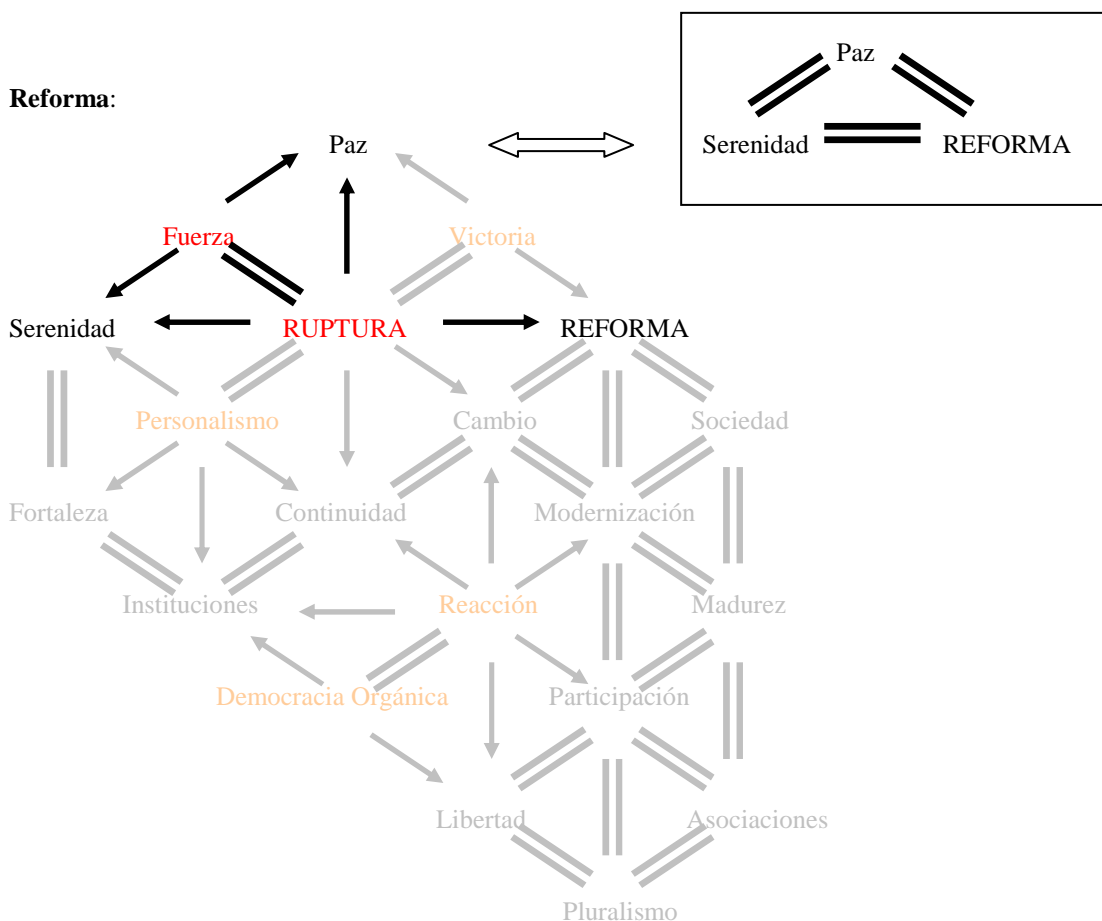 Paz
Reforma:
Paz
Serenidad REFORMA
Fuerza Victoria
Serenidad RUPTURA REFORMA
Personalismo Cambio Sociedad
Fortaleza Continuidad Modernización
Instituciones Reacción Madurez
Democracia Orgánica Participación
Libertad Asociaciones
Pluralismo